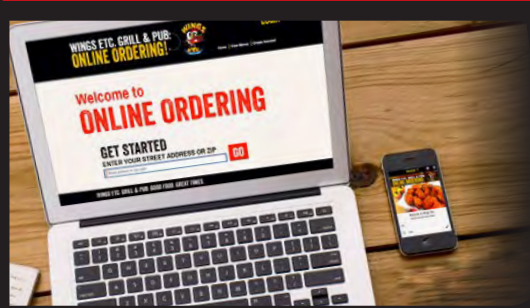 WINGS ETC. GRILL & PUB:
ONLINE ORDERING!
WINGS
Welcome to
ONLINE ORDERING
GET STARTED
ENTER YOUR STREET ADDRESS OR ZIP
GO
WINGS ETC. GRILL & PUB GOOD FOOD. GREAT TIMES.